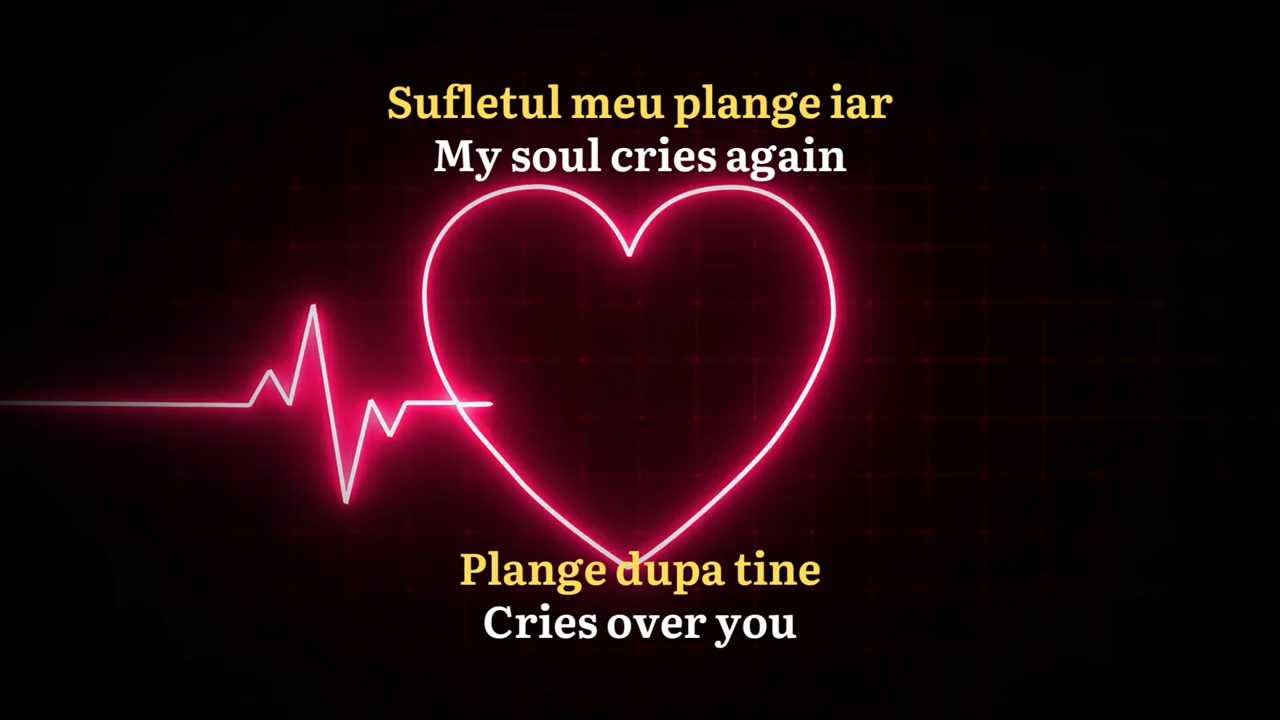 Sufletul meu plange iar
My soul cries again
Plange dupa tine
Cries over you